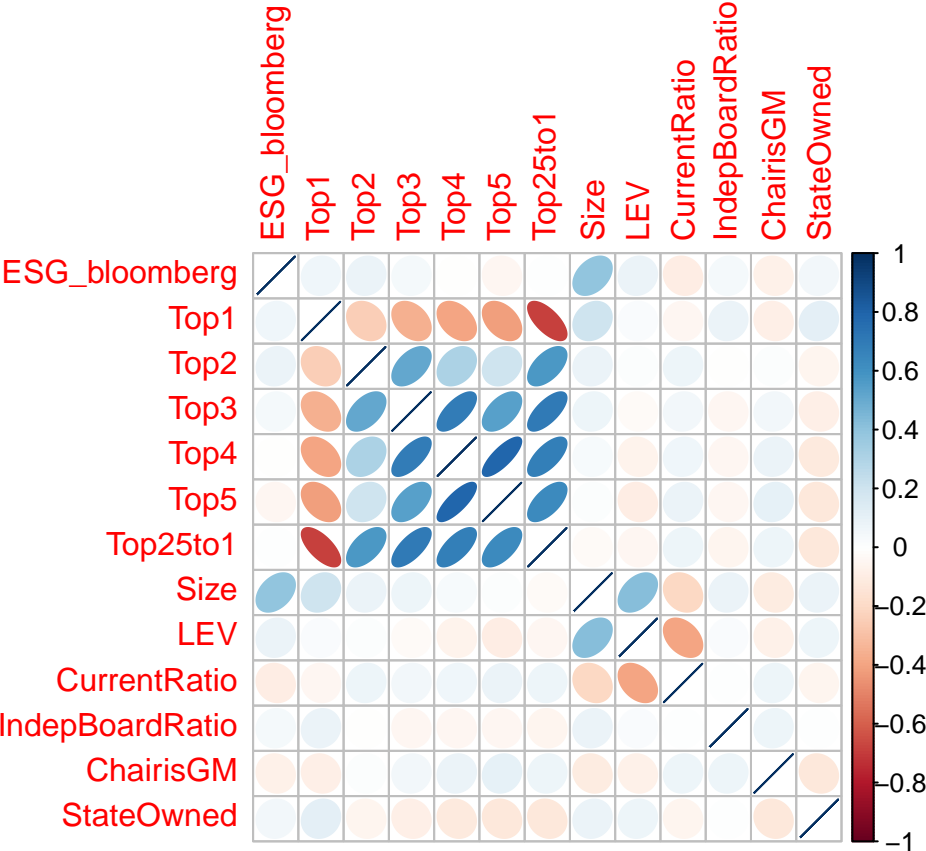 ESG_bloomberg
Top1
Top2
Top3
Top4
Top5
Top25to1
Size
LEV
CurrentRatio
IndepBoardRatio
ChairisGM
StateOwned
ESG_bloomberg
Top1
Top2
Top3
Top4
Top5
Top25to1
Size
LEV
CurrentRatio
IndepBoardRatio
ChairisGM
StateOwned
1
0.8
0.6
0.4
0.2
0
−0.2
−0.4
−0.6
−0.8
−1